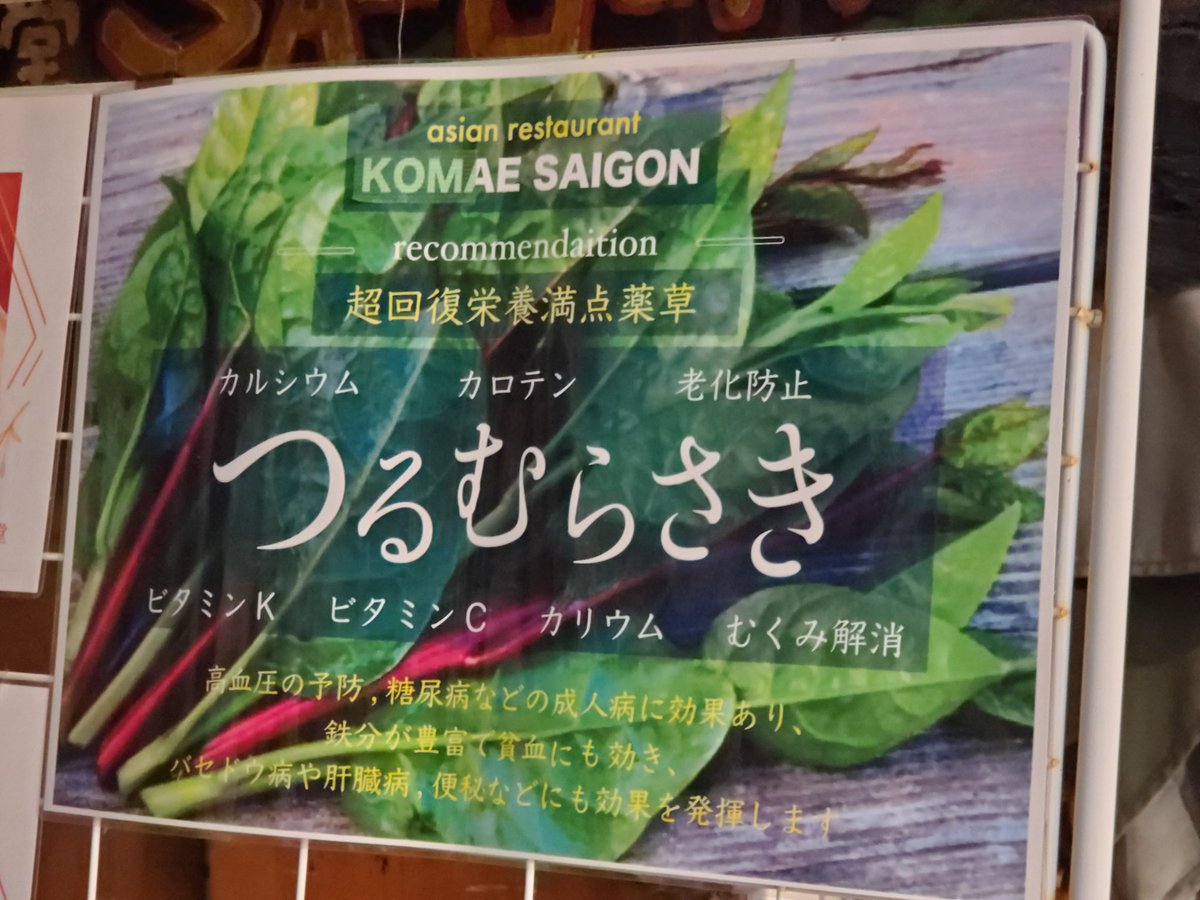 asian restaurant
KOMAE SAIGON
recommendaition
超回復栄養満点薬草
カルシウム カロテン 老化防止
つるむらさき
ビタミンK ビタミンC カリウム むくみ解消
高血圧の予防,糖尿病などの成人病に効果あり、
鉄分が豊富で貧血にも効き、
バセドウ病や肝臓病,便秘などにも効果を発揮します
堂